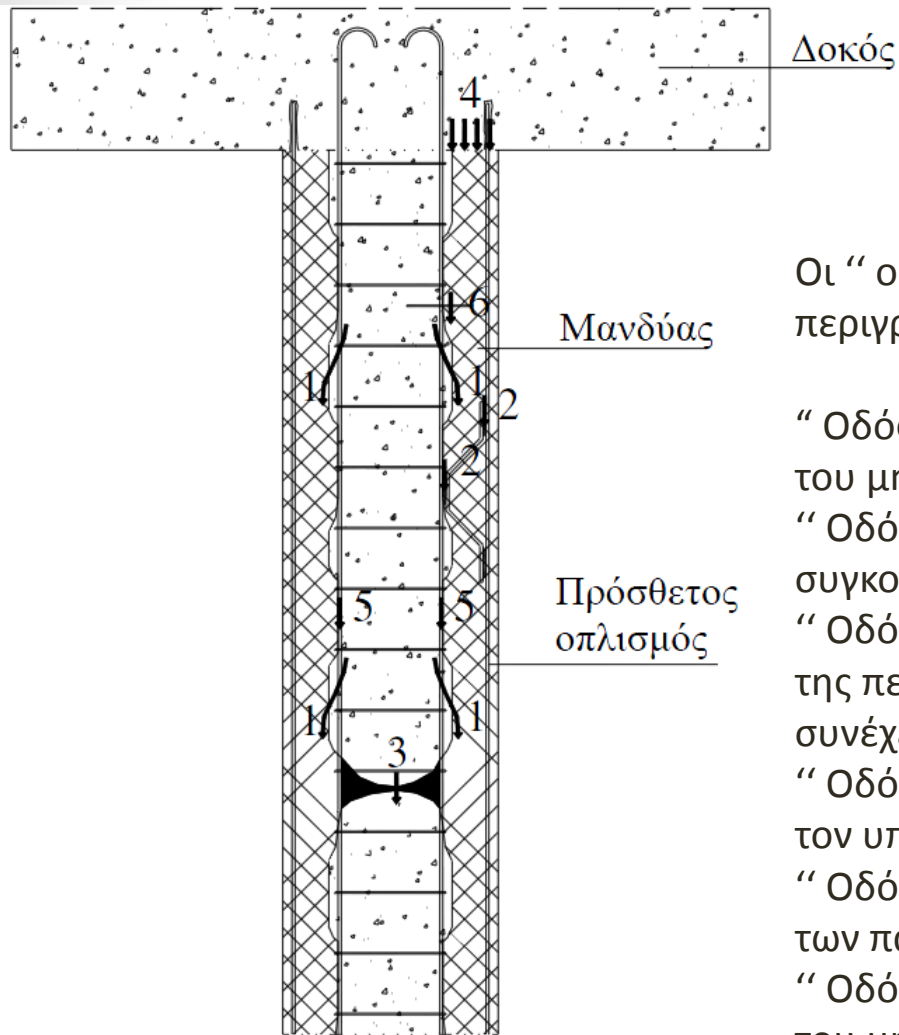 Δοκός
4
6
Μανδύας
1
1
2
2
5
5
Πρόσθετος
οπλισμός
1
1
3
Οι ‘‘ ο
περιγρ
“ Οδός
του μη
‘‘ Οδό
συγκο
‘‘ Οδό
της πε
συνέχ
‘‘ Οδό
τον υπ
‘‘ Οδό
των πα
‘‘ Οδό